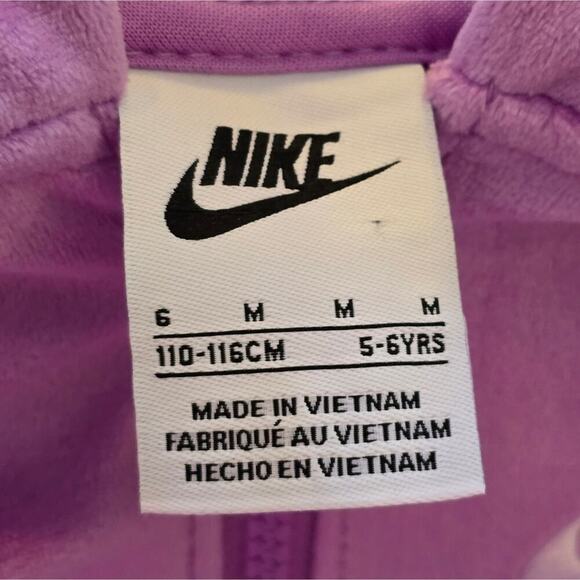 NIKE
6 M M M
110-116CM 5-6YRS
MADE IN VIETNAM
FABRIQUÉ AU VIETNAM
HECHO EN VIETNAM